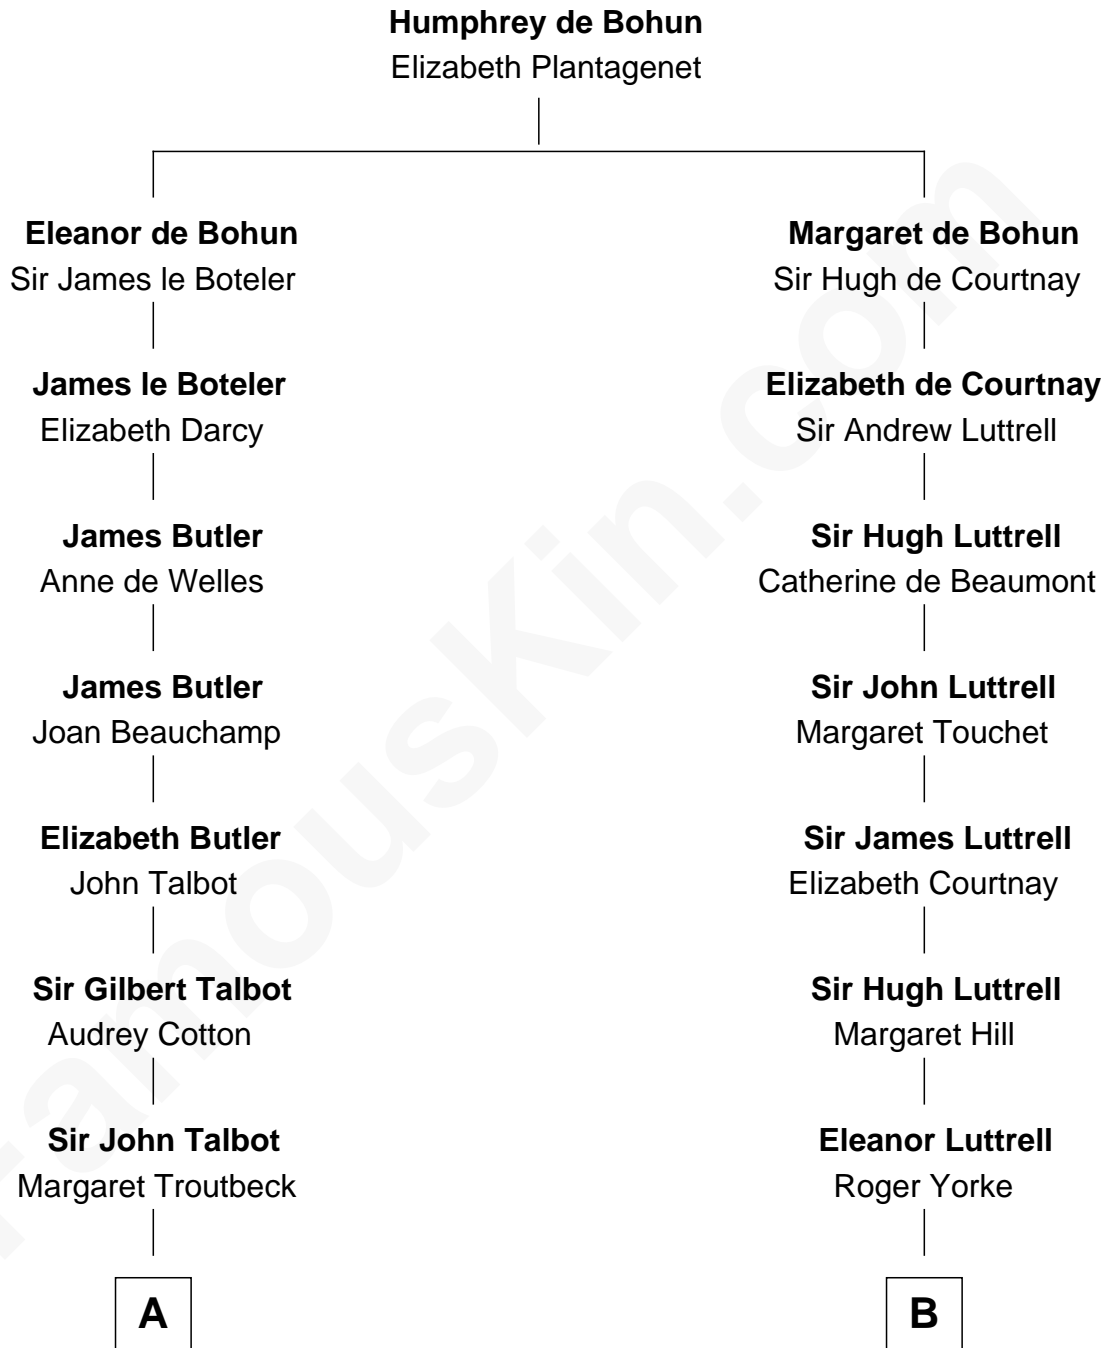 Humphrey de Bohun
Elizabeth Plantagenet
Eleanor de Bohun
Sir James le Boteler
James le Boteler
Elizabeth Darcy
James Butler
Anne de Welles
James Butler
Joan Beauchamp
Elizabeth Butler
John Talbot
Sir Gilbert Talbot
Audrey Cotton
Sir John Talbot
Margaret Troutbeck
A
Margaret de Bohun
Sir Hugh de Courtnay
Elizabeth de Courtnay
Sir Andrew Luttrell
Sir Hugh Luttrell
Catherine de Beaumont
Sir John Luttrell
Margaret Touchet
Sir James Luttrell
Elizabeth Courtnay
Sir Hugh Luttrell
Margaret Hill
Eleanor Luttrell
Roger Yorke
B
FamousKin.com